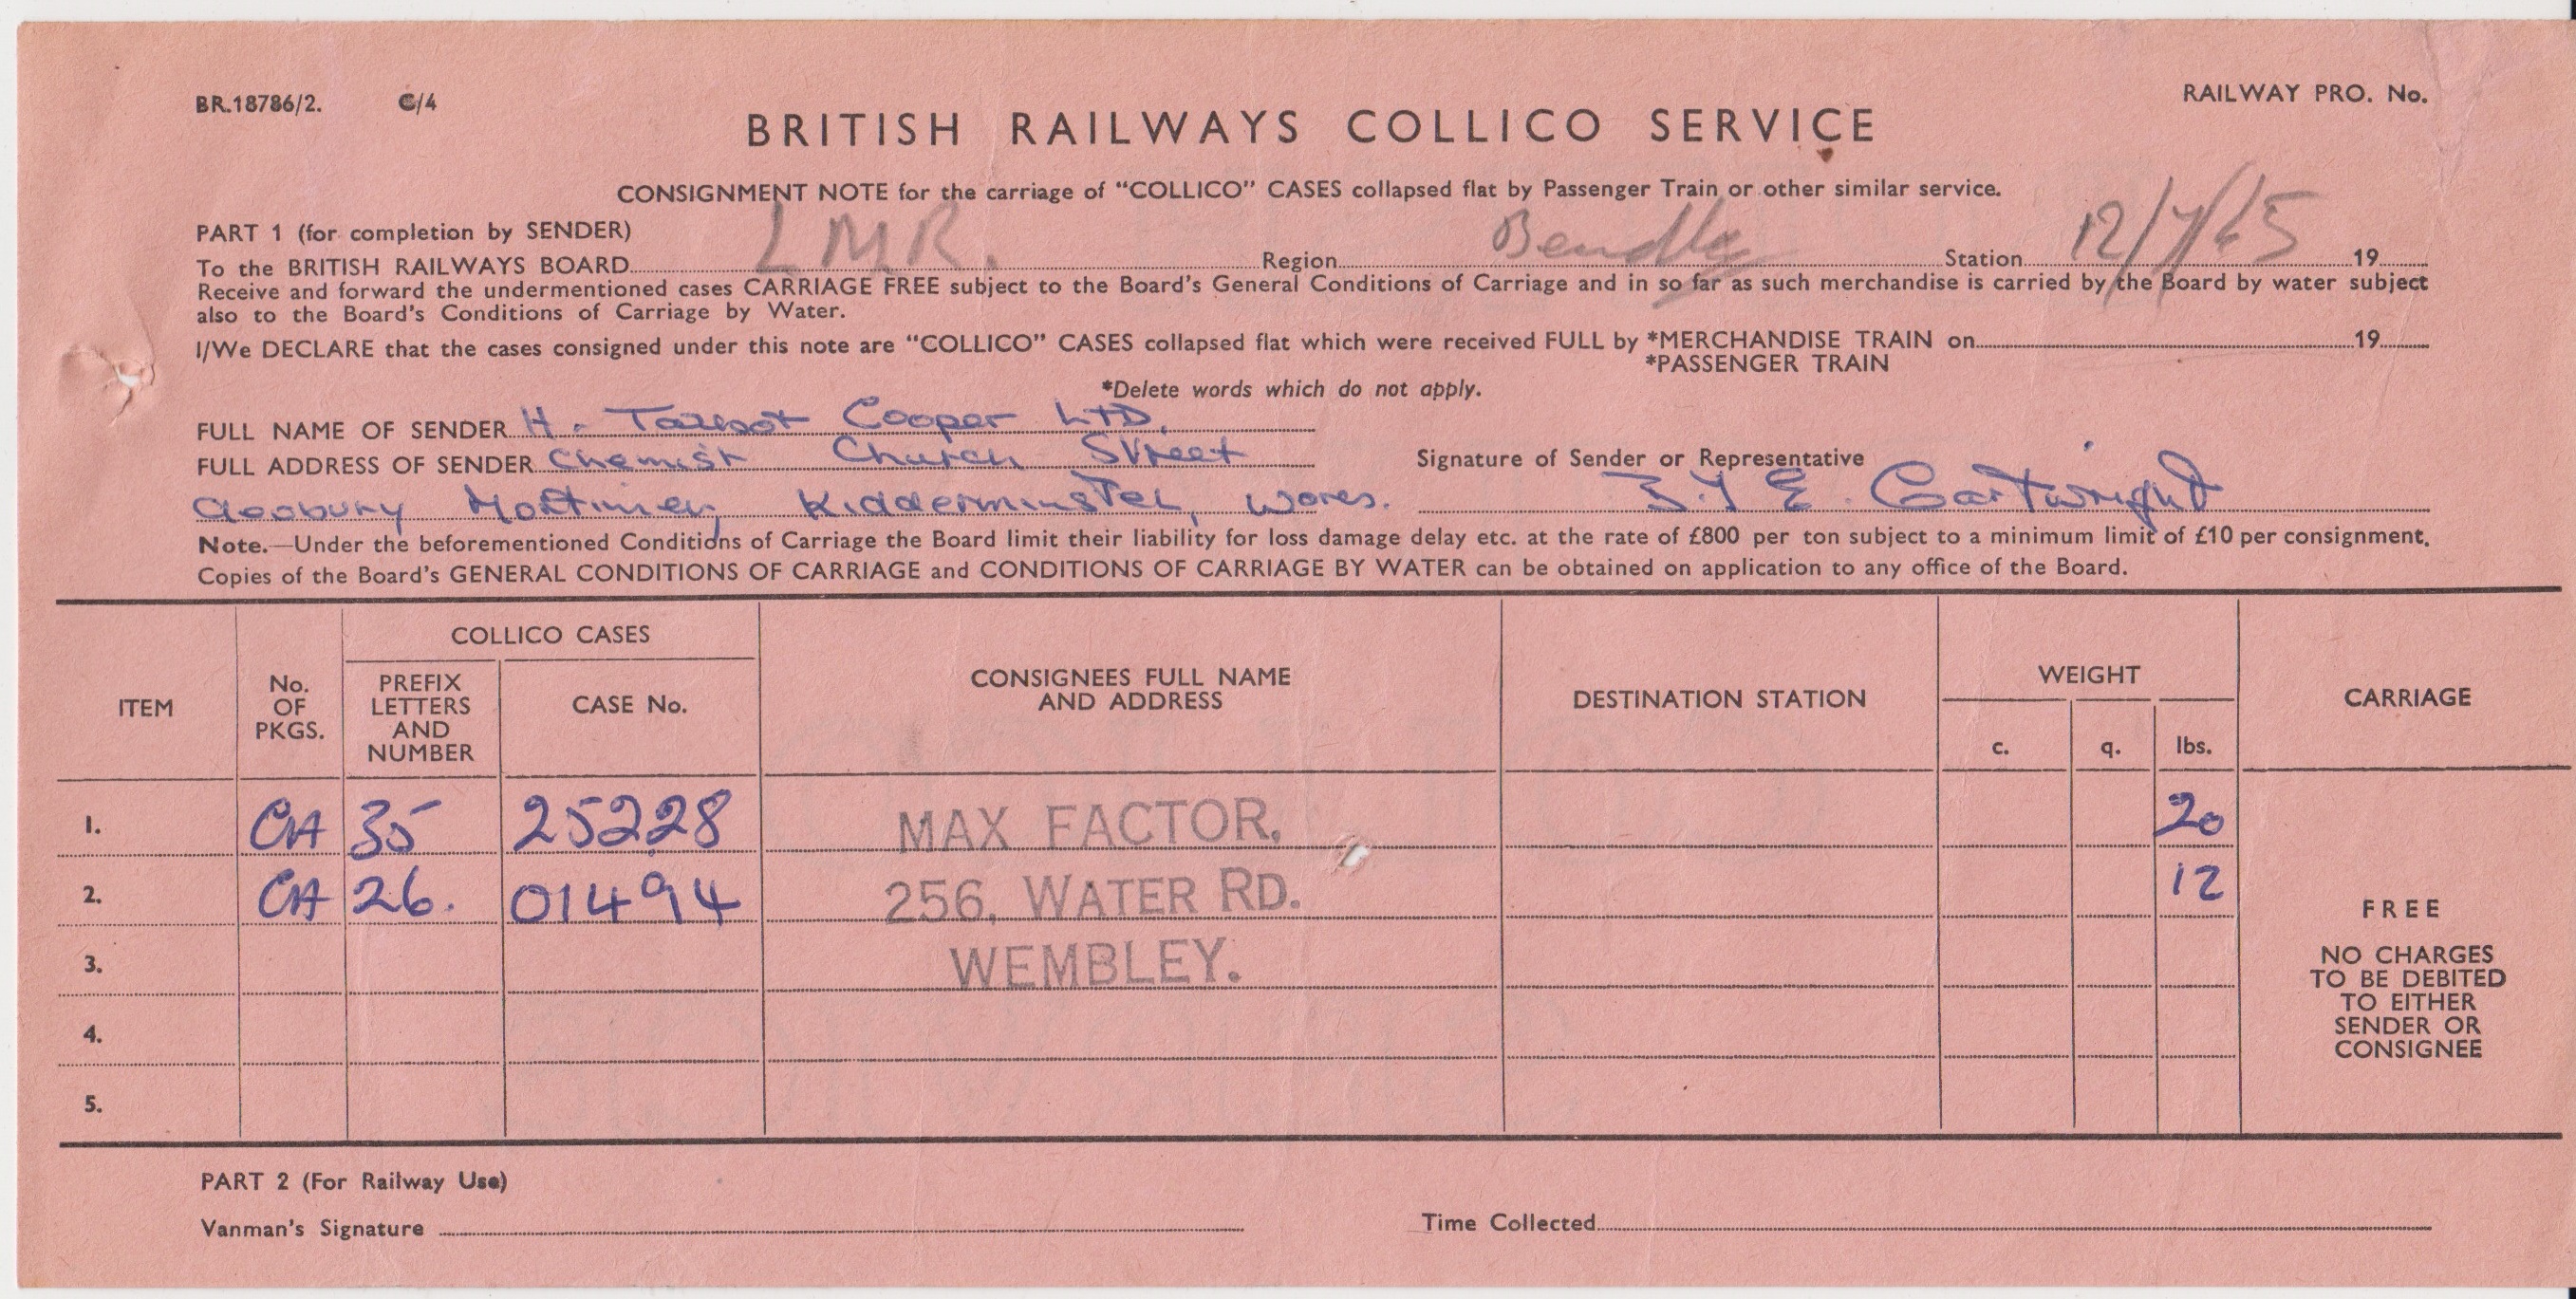 BR.18786/2. C/4
RAILWAY PRO. No.
BRITISH RAILWAYS COLLICO SERVICE
CONSIGNMENT NOTE for the carriage of "COLLICO" CASES collapsed flat by Passenger Train or other similar service.
PART 1 (for completion by SENDER)
To the BRITISH RAILWAYS BOARD LMR. Region Station 12/7/65 19
Receive and forward the undermentioned cases CARRIAGE FREE subject to the Board's General Conditions of Carriage and in so far as such merchandise is carried by the Board by water subject
also to the Board's Conditions of Carriage by Water.
I/We DECLARE that the cases consigned under this note are "COLLICO" CASES collapsed flat which were received FULL by *MERCHANDISE TRAIN on 19
*PASSENGER TRAIN
*Delete words which do not apply.
FULL NAME OF SENDER H. Talbot Cooper LTD.
FULL ADDRESS OF SENDER Chemist Church Street
Signature of Sender or Representative
Mortimer, Kidderminster, Worcs.
E. Cartwright
Note.—Under the beforementioned Conditions of Carriage the Board limit their liability for loss damage delay etc. at the rate of £800 per ton subject to a minimum limit of £10 per consignment.
Copies of the Board's GENERAL CONDITIONS OF CARRIAGE and CONDITIONS OF CARRIAGE BY WATER can be obtained on application to any office of the Board.
ITEM
No.
OF
PKGS.
COLLICO CASES
PREFIX
LETTERS
AND
NUMBER
CASE No.
CONSIGNEES FULL NAME
AND ADDRESS
DESTINATION STATION
WEIGHT
c. q. lbs.
CARRIAGE
1. CA 35 25228 MAX FACTOR, 20
2. CA 26. 01494 256, WATER RD. 12
3. WEMBLEY.
4.
5.
FREE
NO CHARGES
TO BE DEBITED
TO EITHER
SENDER OR
CONSIGNEE
PART 2 (For Railway Use)
Vanman's Signature
Time Collected